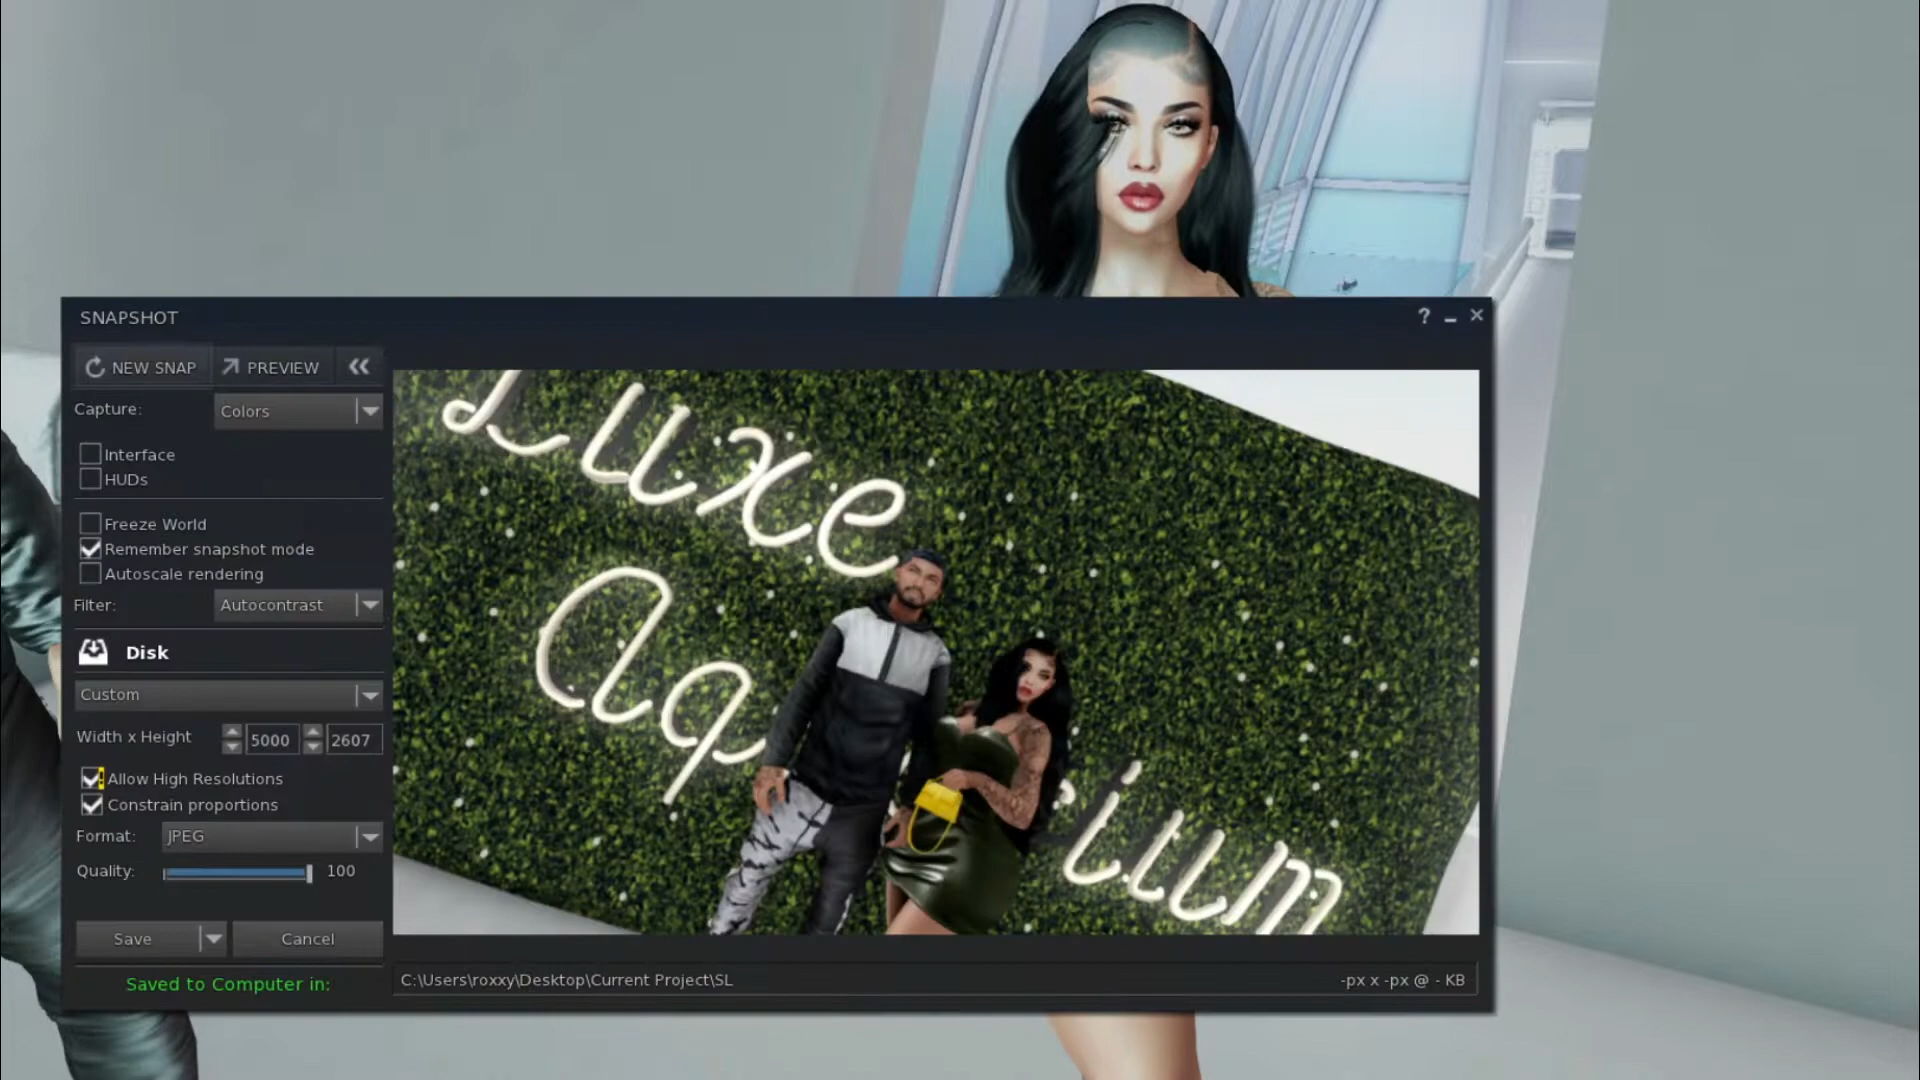 SNAPSHOT
? _ ×
NEW SNAP PREVIEW
Capture: Colors
Interface
HUDs
Freeze World
Remember snapshot mode
Autoscale rendering
Filter: Autocontrast
Disk
Custom
Width x Height 5000 2607
Allow High Resolutions
Constrain proportions
Format: JPEG
Quality: 100
Save Cancel
Saved to Computer in:
Luxe
C:\Users\roxxy\Desktop\Current Project\SL
-px x -px @ - KB